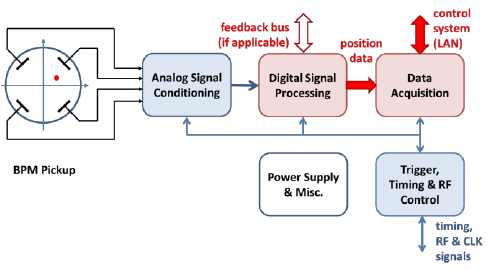 feedback bus
(if applicable)
control
system
(LAN)
position
data
Analog Signal
Conditioning
Digital Signal
Processing
Data
Acquisition
BPM Pickup
Power Supply
& Misc.
Trigger,
Timing & RF
Control
timing,
RF & CLK
signals